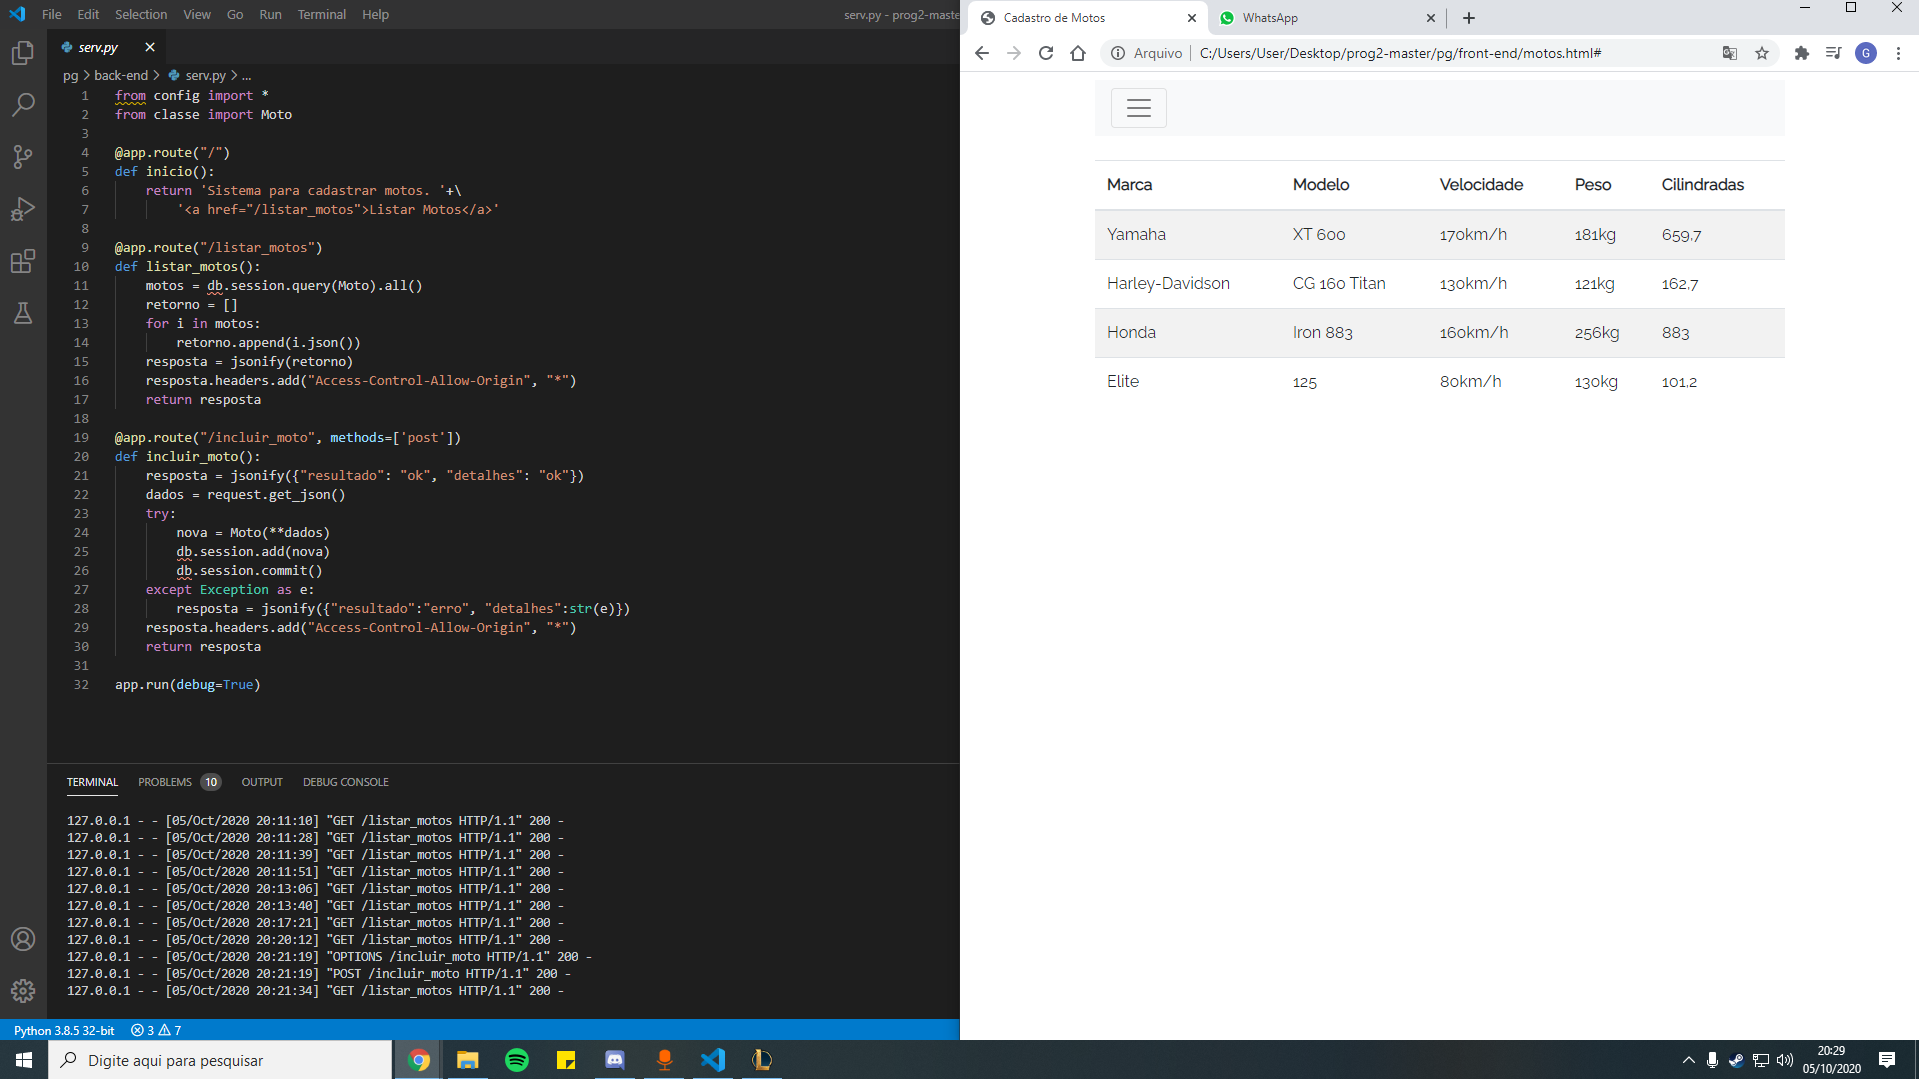 File Edit Selection View Go Run Terminal Help
serv.py - prog2-maste
serv.py
pg > back-end > serv.py > ...
1 from config import *
2 from classe import Moto
3
4 @app.route("/")
5 def inicio():
6 return 'Sistema para cadastrar motos. '+\
7 '<a href="/listar_motos">Listar Motos</a>'
8
9 @app.route("/listar_motos")
10 def listar_motos():
11 motos = db.session.query(Moto).all()
12 retorno = []
13 for i in motos:
14 retorno.append(i.json())
15 resposta = jsonify(retorno)
16 resposta.headers.add("Access-Control-Allow-Origin", "*")
17 return resposta
18
19 @app.route("/incluir_moto", methods=['post'])
20 def incluir_moto():
21 resposta = jsonify({"resultado": "ok", "detalhes": "ok"})
22 dados = request.get_json()
23 try:
24 nova = Moto(**dados)
25 db.session.add(nova)
26 db.session.commit()
27 except Exception as e:
28 resposta = jsonify({"resultado":"erro", "detalhes":str(e)})
29 resposta.headers.add("Access-Control-Allow-Origin", "*")
30 return resposta
31
32 app.run(debug=True)
TERMINAL PROBLEMS 10 OUTPUT DEBUG CONSOLE
127.0.0.1 - - [05/Oct/2020 20:11:10] "GET /listar_motos HTTP/1.1" 200 -
127.0.0.1 - - [05/Oct/2020 20:11:28] "GET /listar_motos HTTP/1.1" 200 -
127.0.0.1 - - [05/Oct/2020 20:11:39] "GET /listar_motos HTTP/1.1" 200 -
127.0.0.1 - - [05/Oct/2020 20:11:51] "GET /listar_motos HTTP/1.1" 200 -
127.0.0.1 - - [05/Oct/2020 20:13:06] "GET /listar_motos HTTP/1.1" 200 -
127.0.0.1 - - [05/Oct/2020 20:13:40] "GET /listar_motos HTTP/1.1" 200 -
127.0.0.1 - - [05/Oct/2020 20:17:21] "GET /listar_motos HTTP/1.1" 200 -
127.0.0.1 - - [05/Oct/2020 20:20:12] "GET /listar_motos HTTP/1.1" 200 -
127.0.0.1 - - [05/Oct/2020 20:21:19] "OPTIONS /incluir_moto HTTP/1.1" 200 -
127.0.0.1 - - [05/Oct/2020 20:21:19] "POST /incluir_moto HTTP/1.1" 200 -
127.0.0.1 - - [05/Oct/2020 20:21:34] "GET /listar_motos HTTP/1.1" 200 -
Python 3.8.5 32-bit 3 7
Cadastro de Motos WhatsApp
Arquivo C:/Users/User/Desktop/prog2-master/pg/front-end/motos.html# G
Marca Modelo Velocidade Peso Cilindradas
Yamaha XT 600 170km/h 181kg 659,7
Harley-Davidson CG 160 Titan 130km/h 121kg 162,7
Honda Iron 883 160km/h 256kg 883
Elite 125 80km/h 130kg 101,2
Digite aqui para pesquisar
20:29
05/10/2020